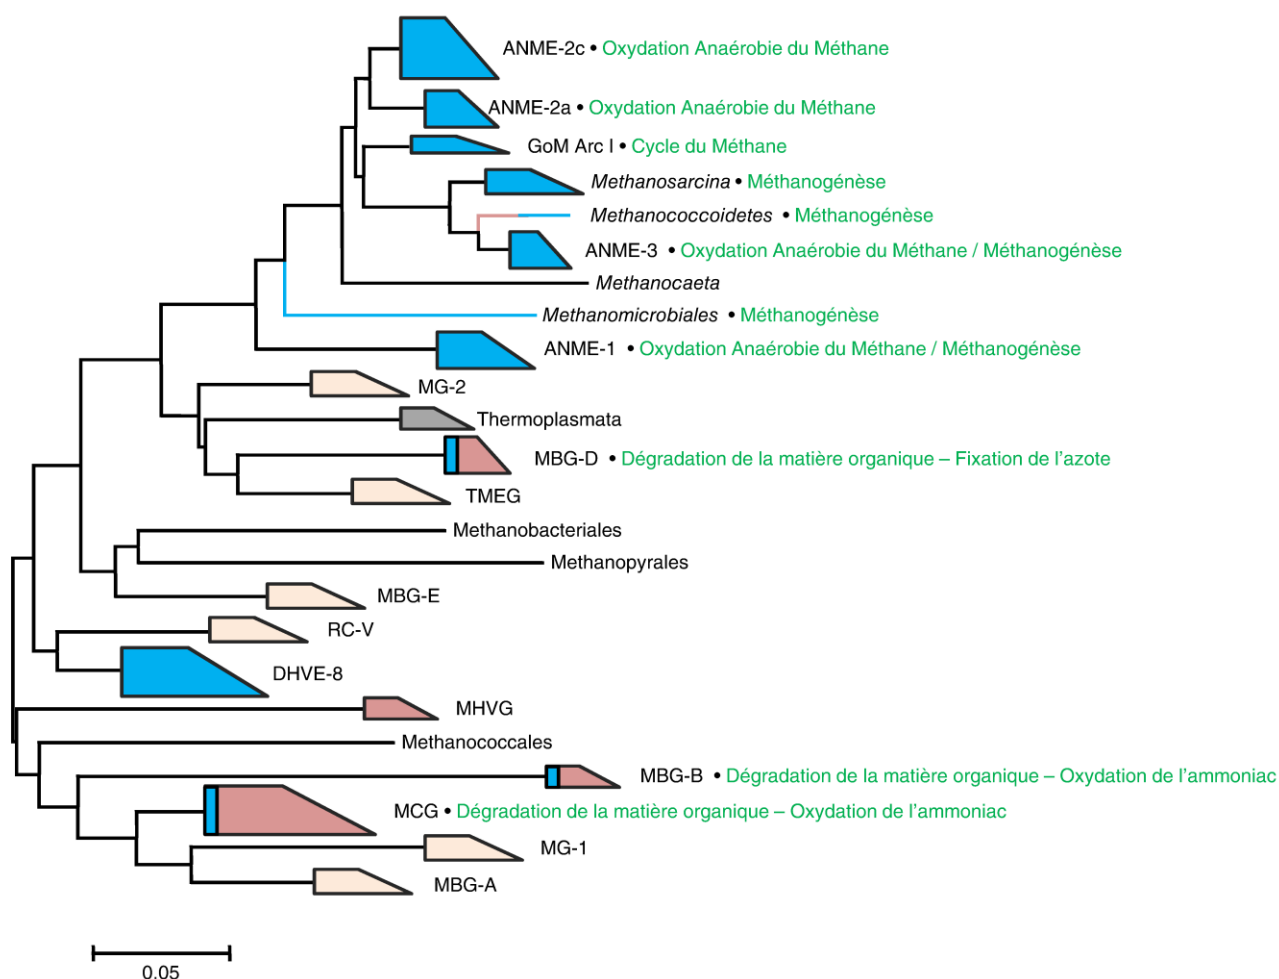 ANME-2c • Oxydation Anaérobie du Méthane
ANME-2a • Oxydation Anaérobie du Méthane
GoM Arc I • Cycle du Méthane
Methanosarcina • Méthanogénèse
Methanococcoidetes • Méthanogénèse
ANME-3 • Oxydation Anaérobie du Méthane / Méthanogénèse
Methanocaeta
Methanomicrobiales • Méthanogénèse
ANME-1 • Oxydation Anaérobie du Méthane / Méthanogénèse
MG-2
Thermoplasmata
MBG-D • Dégradation de la matière organique – Fixation de l'azote
TMEG
Methanobacteriales
Methanopyrales
MBG-E
RC-V
DHVE-8
MHVG
Methanococcales
MBG-B • Dégradation de la matière organique – Oxydation de l'ammoniac
MCG • Dégradation de la matière organique – Oxydation de l'ammoniac
MG-1
MBG-A
0.05